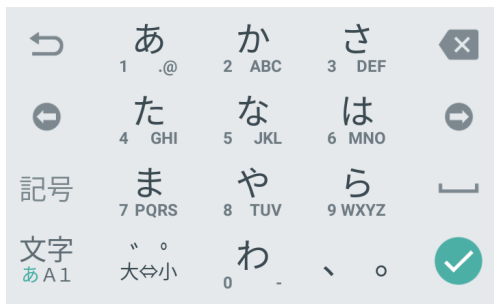 あ か さ
1 .@ 2 ABC 3 DEF
た な は
4 GHI 5 JKL 6 MNO
記号 ま や ら
7 PQRS 8 TUV 9 WXYZ
文字 ゛゜ わ 、。
あA1 大⇔小 0 -